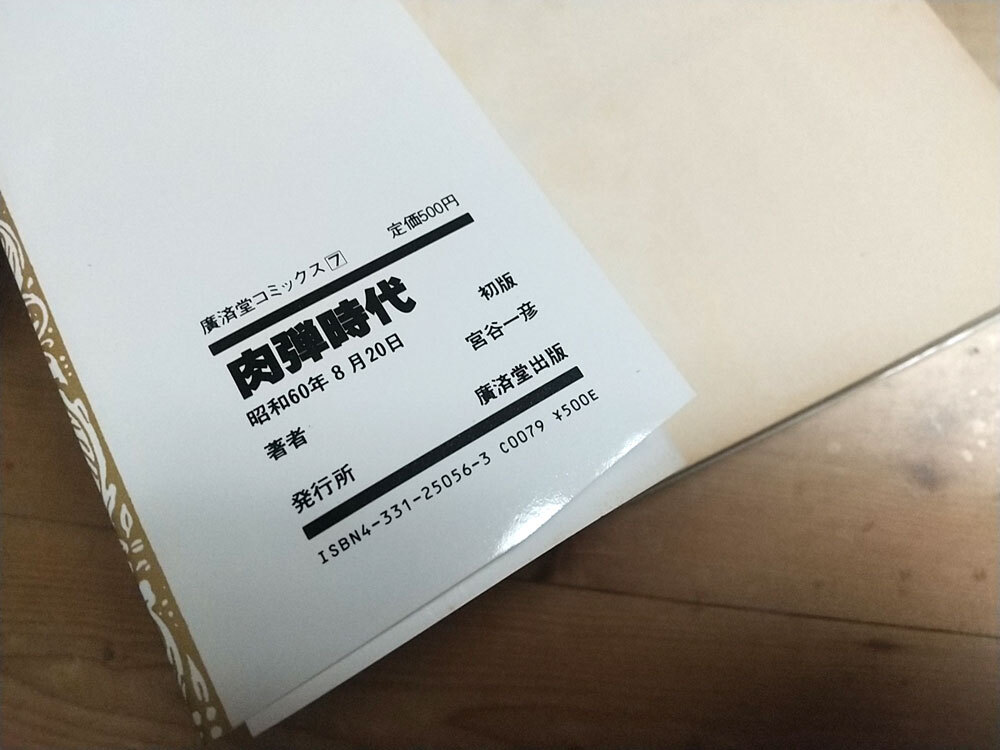 廣済堂コミックス7 定価500円
肉弾時代
昭和60年8月20日 初版
著者 宮谷一彦
発行所 廣済堂出版
ISBN4-331-25056-3 C0079 ¥500E